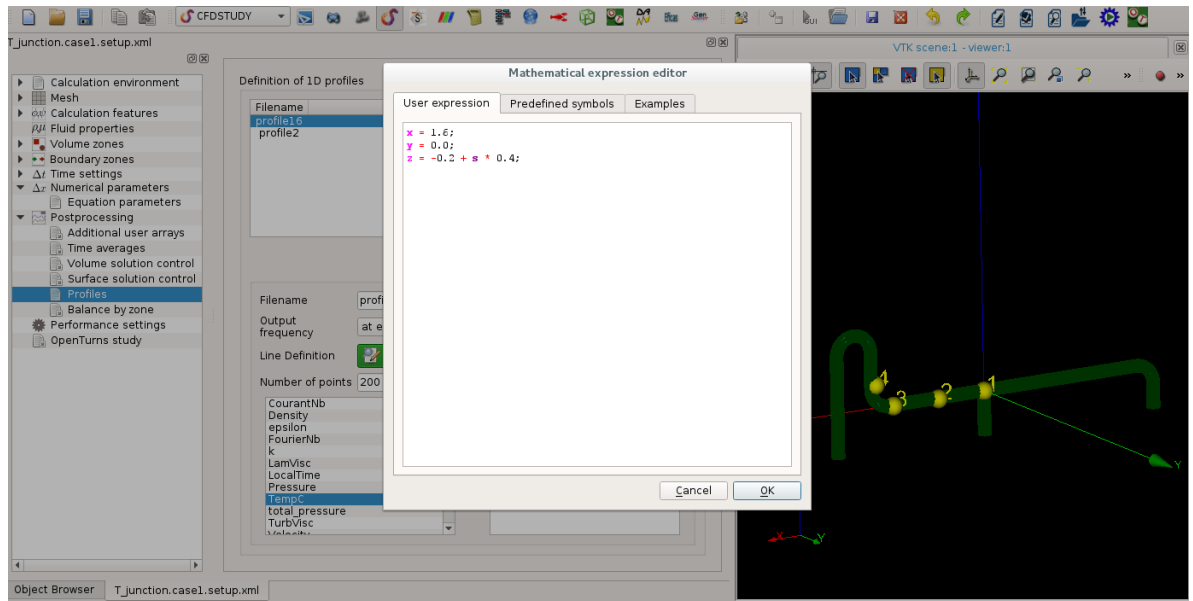 CFDSTUDY
T_junction.case1.setup.xml
VTK scene:1 - viewer:1
Calculation environment
Mesh
Calculation features
Fluid properties
Volume zones
Boundary zones
Δt Time settings
Δx Numerical parameters
Equation parameters
Postprocessing
Additional user arrays
Time averages
Volume solution control
Surface solution control
Profiles
Balance by zone
Performance settings
OpenTurns study
Object Browser
T_junction.case1.setup.xml
Definition of 1D profiles
Filename
profile16
profile2
Filename
profi
Output
frequency
at e
Line Definition
Number of points
200
CourantNb
Density
epsilon
FourierNb
k
LamVisc
LocalTime
Pressure
TempC
total_pressure
TurbVisc
Velocity
Mathematical expression editor
User expression
Predefined symbols
Examples
x = 1.6;
y = 0.0;
z = -0.2 + s * 0.4;
Cancel
OK
»
»
4
3
2
1
Y
X
Y